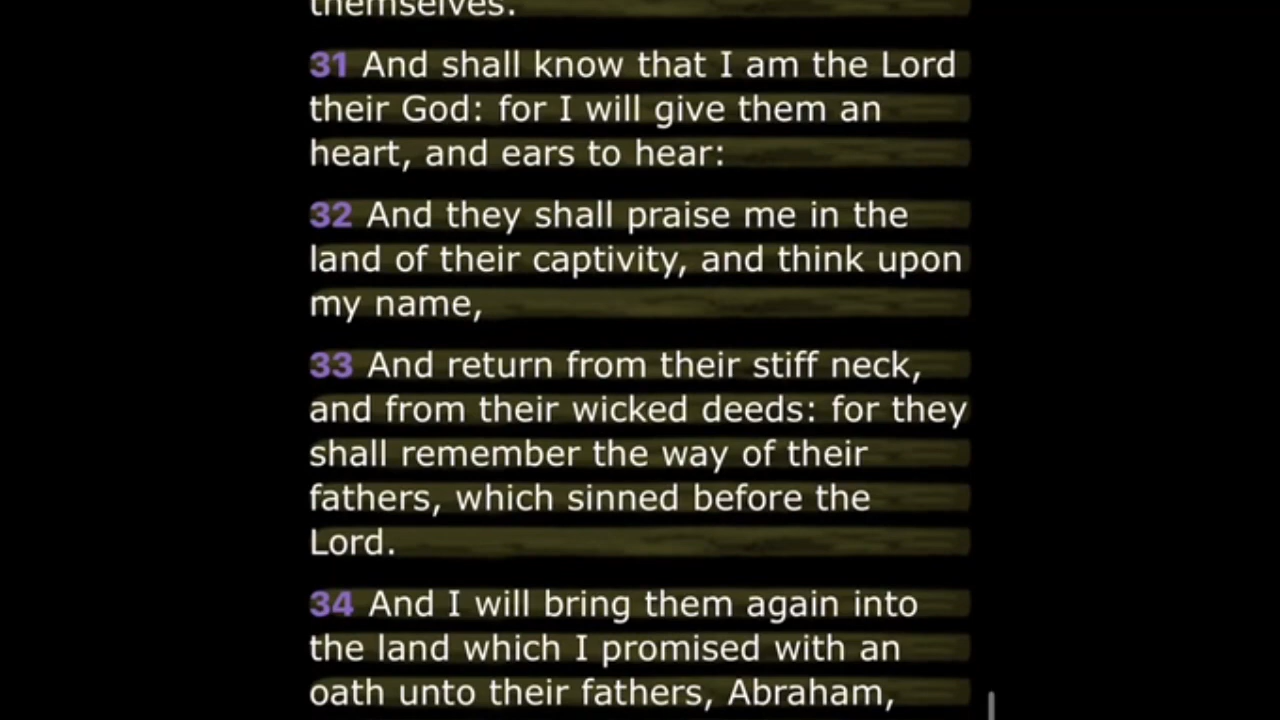 themselves.
31 And shall know that I am the Lord
their God: for I will give them an
heart, and ears to hear:
32 And they shall praise me in the
land of their captivity, and think upon
my name,
33 And return from their stiff neck,
and from their wicked deeds: for they
shall remember the way of their
fathers, which sinned before the
Lord.
34 And I will bring them again into
the land which I promised with an
oath unto their fathers, Abraham,